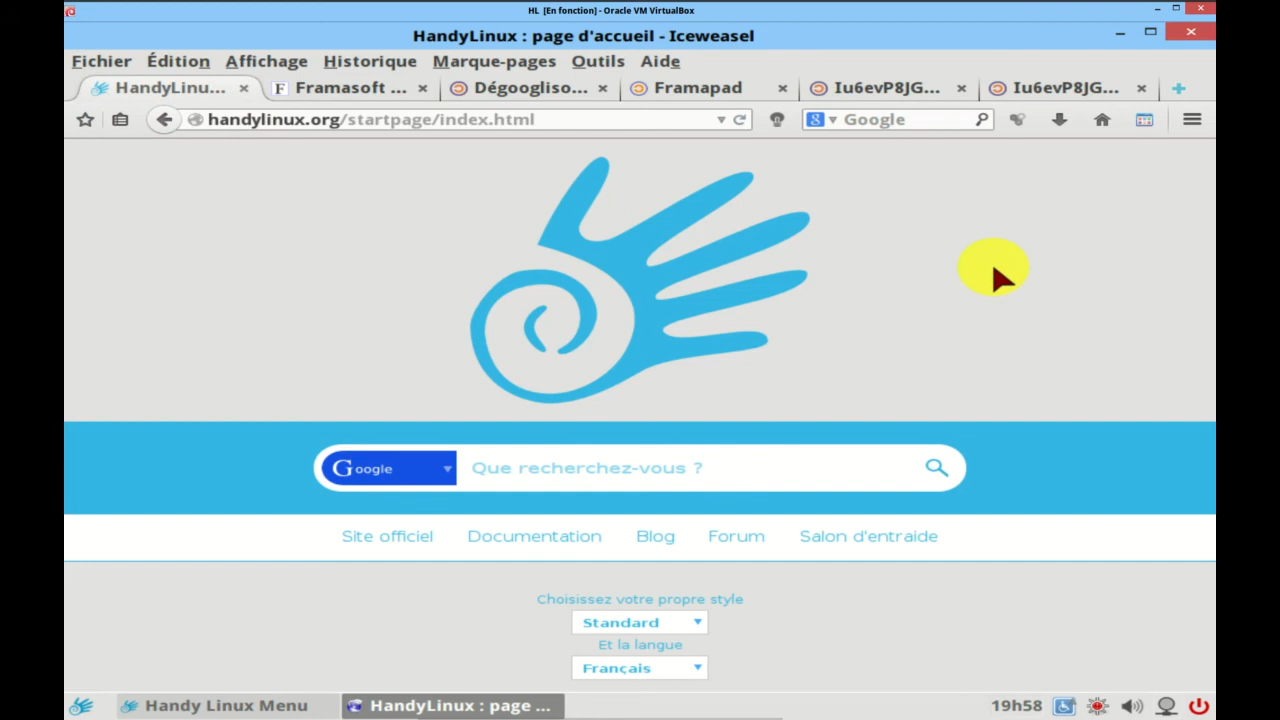 HL [En fonction] - Oracle VM VirtualBox
HandyLinux : page d'accueil - Iceweasel
Fichier Édition Affichage Historique Marque-pages Outils Aide
HandyLinu... Framasoft ... Dégoogliso... Framapad Iu6evP8JG... Iu6evP8JG...
handylinux.org/startpage/index.html Google
Google Que recherchez-vous ?
Site officiel Documentation Blog Forum Salon d'entraide
Choisissez votre propre style
Standard
Et la langue
Français
Handy Linux Menu HandyLinux : page ... 19h58